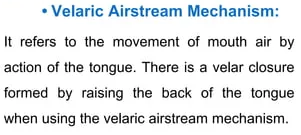 • Velaric Airstream Mechanism:
It refers to the movement of mouth air by
action of the tongue. There is a velar closure
formed by raising the back of the tongue
when using the velaric airstream mechanism.